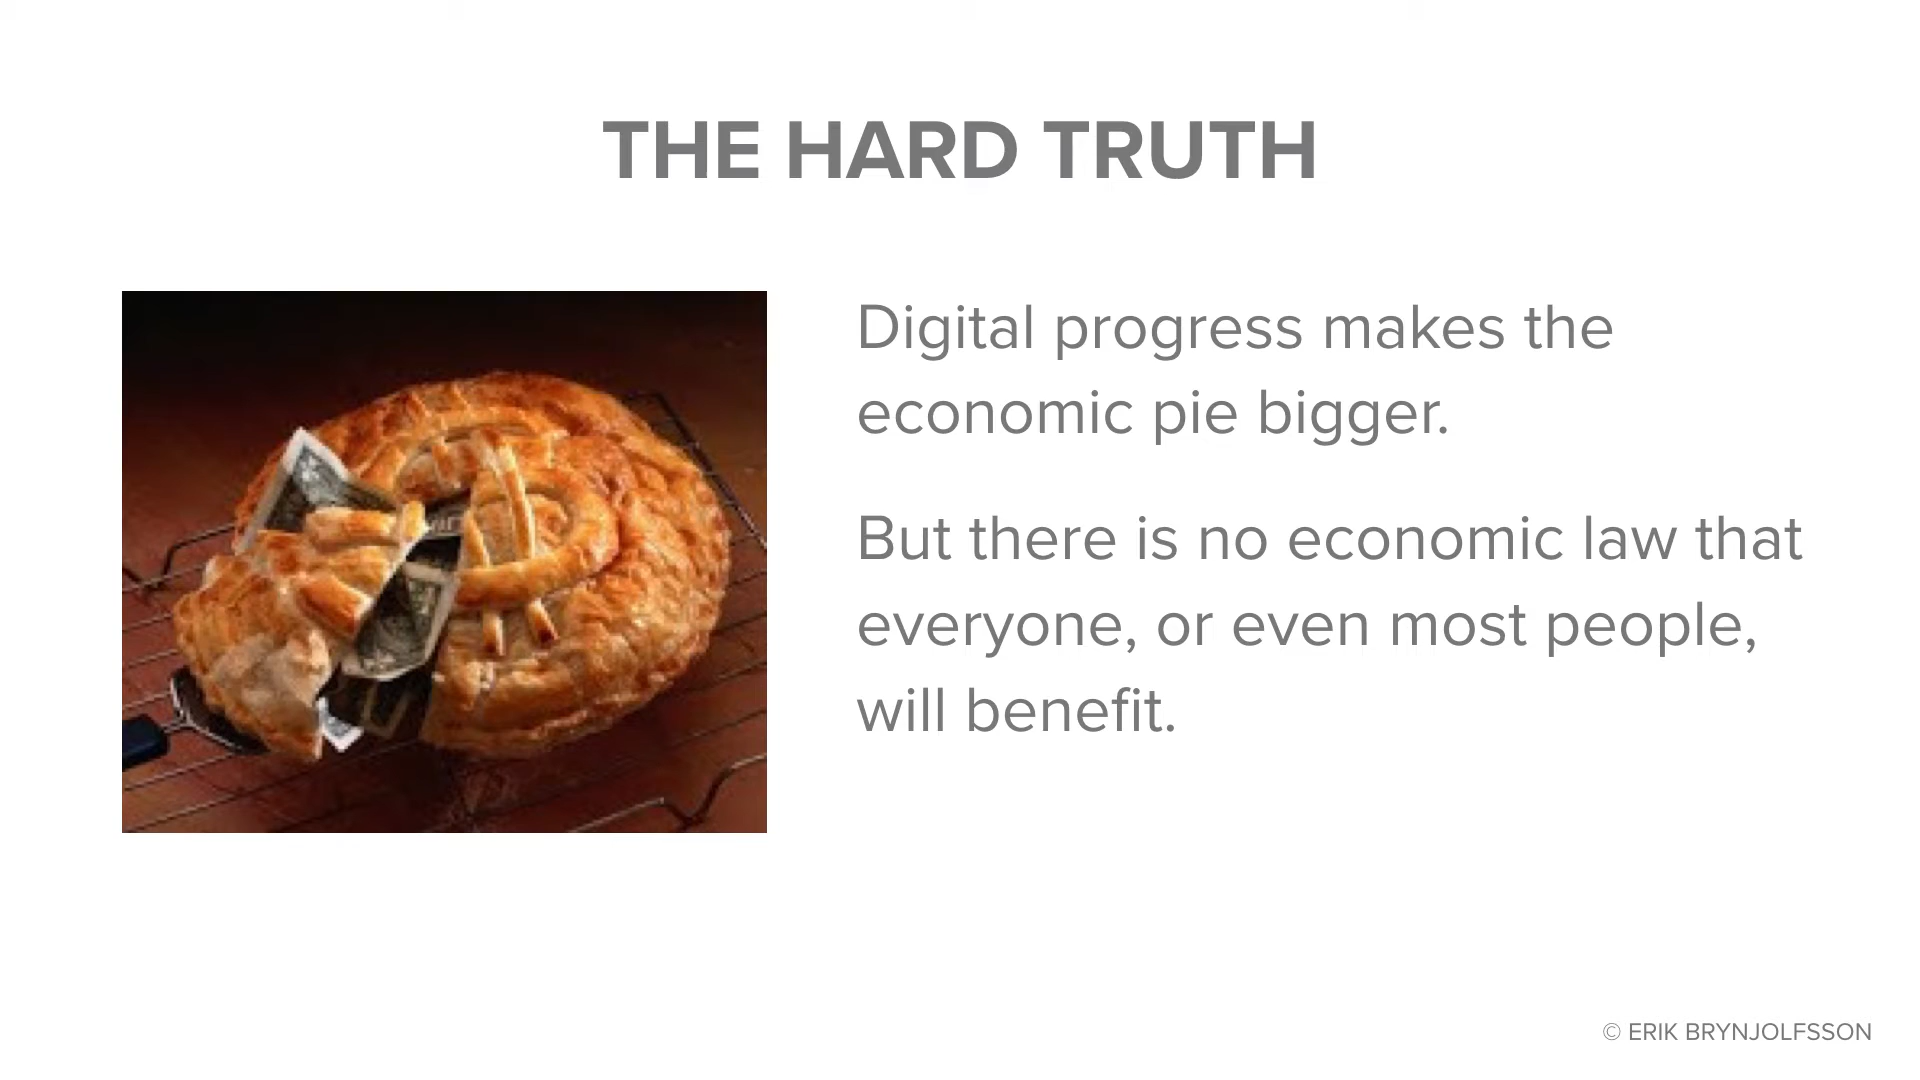 THE HARD TRUTH
Digital progress makes the
economic pie bigger.
But there is no economic law that
everyone, or even most people,
will benefit.
© ERIK BRYNJOLFSSON